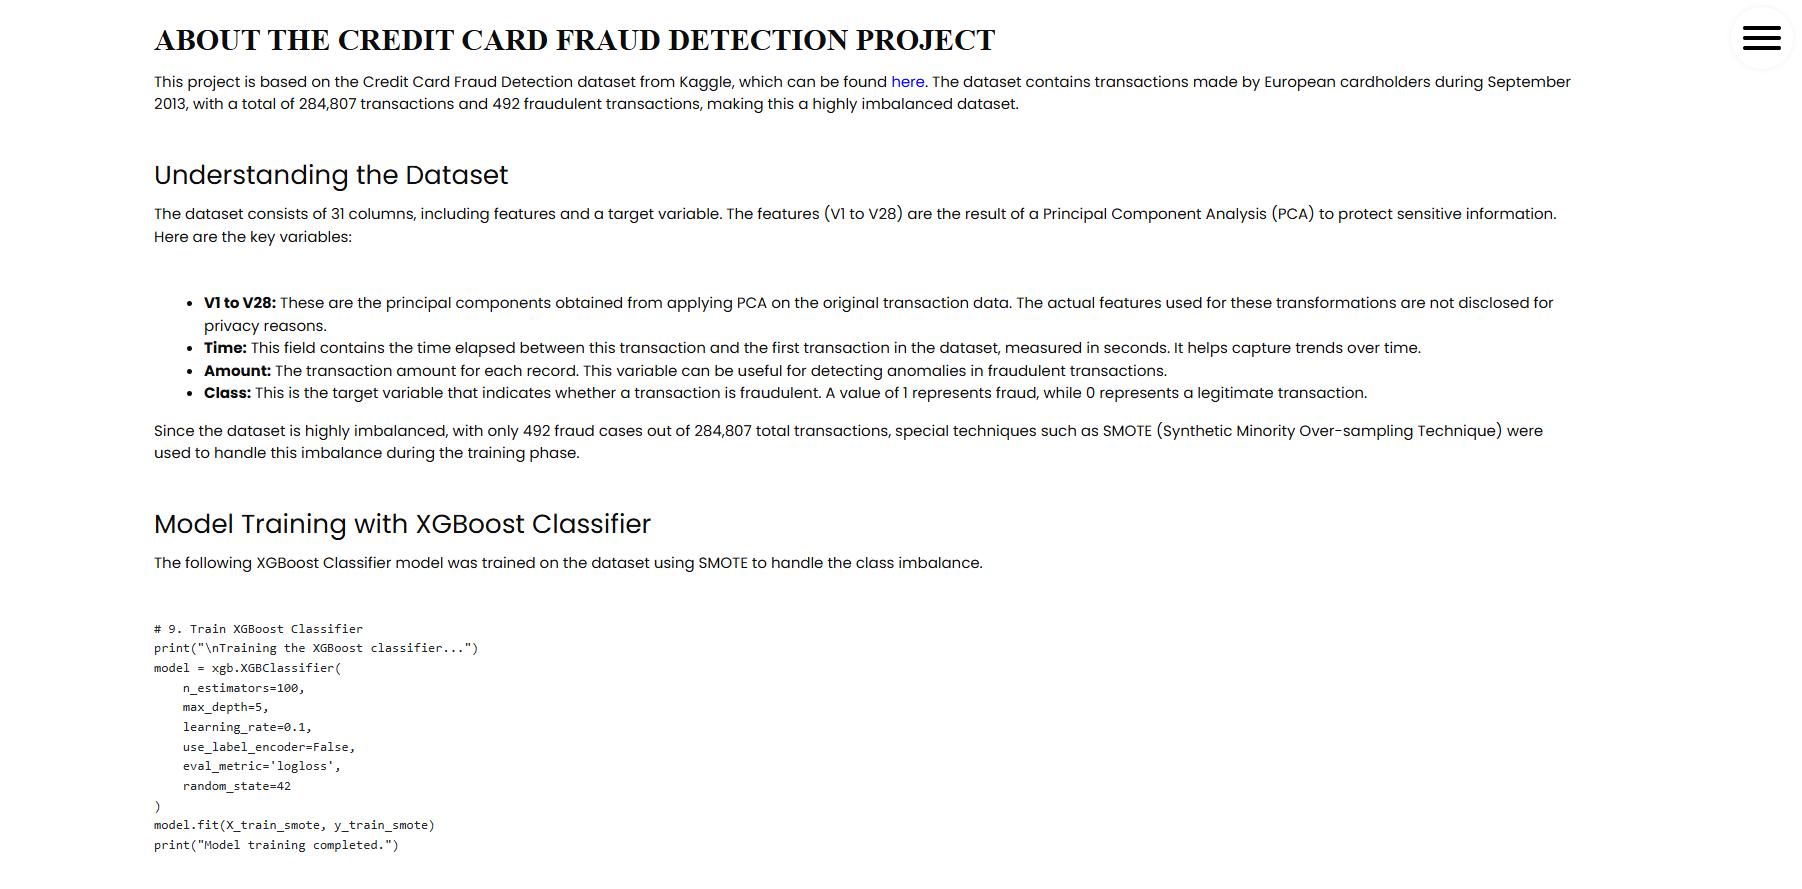 ABOUT THE CREDIT CARD FRAUD DETECTION PROJECT
This project is based on the Credit Card Fraud Detection dataset from Kaggle, which can be found here. The dataset contains transactions made by European cardholders during September
2013, with a total of 284,807 transactions and 492 fraudulent transactions, making this a highly imbalanced dataset.
Understanding the Dataset
The dataset consists of 31 columns, including features and a target variable. The features (V1 to V28) are the result of a Principal Component Analysis (PCA) to protect sensitive information.
Here are the key variables:
• V1 to V28: These are the principal components obtained from applying PCA on the original transaction data. The actual features used for these transformations are not disclosed for
privacy reasons.
• Time: This field contains the time elapsed between this transaction and the first transaction in the dataset, measured in seconds. It helps capture trends over time.
• Amount: The transaction amount for each record. This variable can be useful for detecting anomalies in fraudulent transactions.
• Class: This is the target variable that indicates whether a transaction is fraudulent. A value of 1 represents fraud, while 0 represents a legitimate transaction.
Since the dataset is highly imbalanced, with only 492 fraud cases out of 284,807 total transactions, special techniques such as SMOTE (Synthetic Minority Over-sampling Technique) were
used to handle this imbalance during the training phase.
Model Training with XGBoost Classifier
The following XGBoost Classifier model was trained on the dataset using SMOTE to handle the class imbalance.
# 9. Train XGBoost Classifier
print("\nTraining the XGBoost classifier...")
model = xgb.XGBClassifier(
    n_estimators=100,
    max_depth=5,
    learning_rate=0.1,
    use_label_encoder=False,
    eval_metric='logloss',
    random_state=42
)
model.fit(X_train_smote, y_train_smote)
print("Model training completed.")